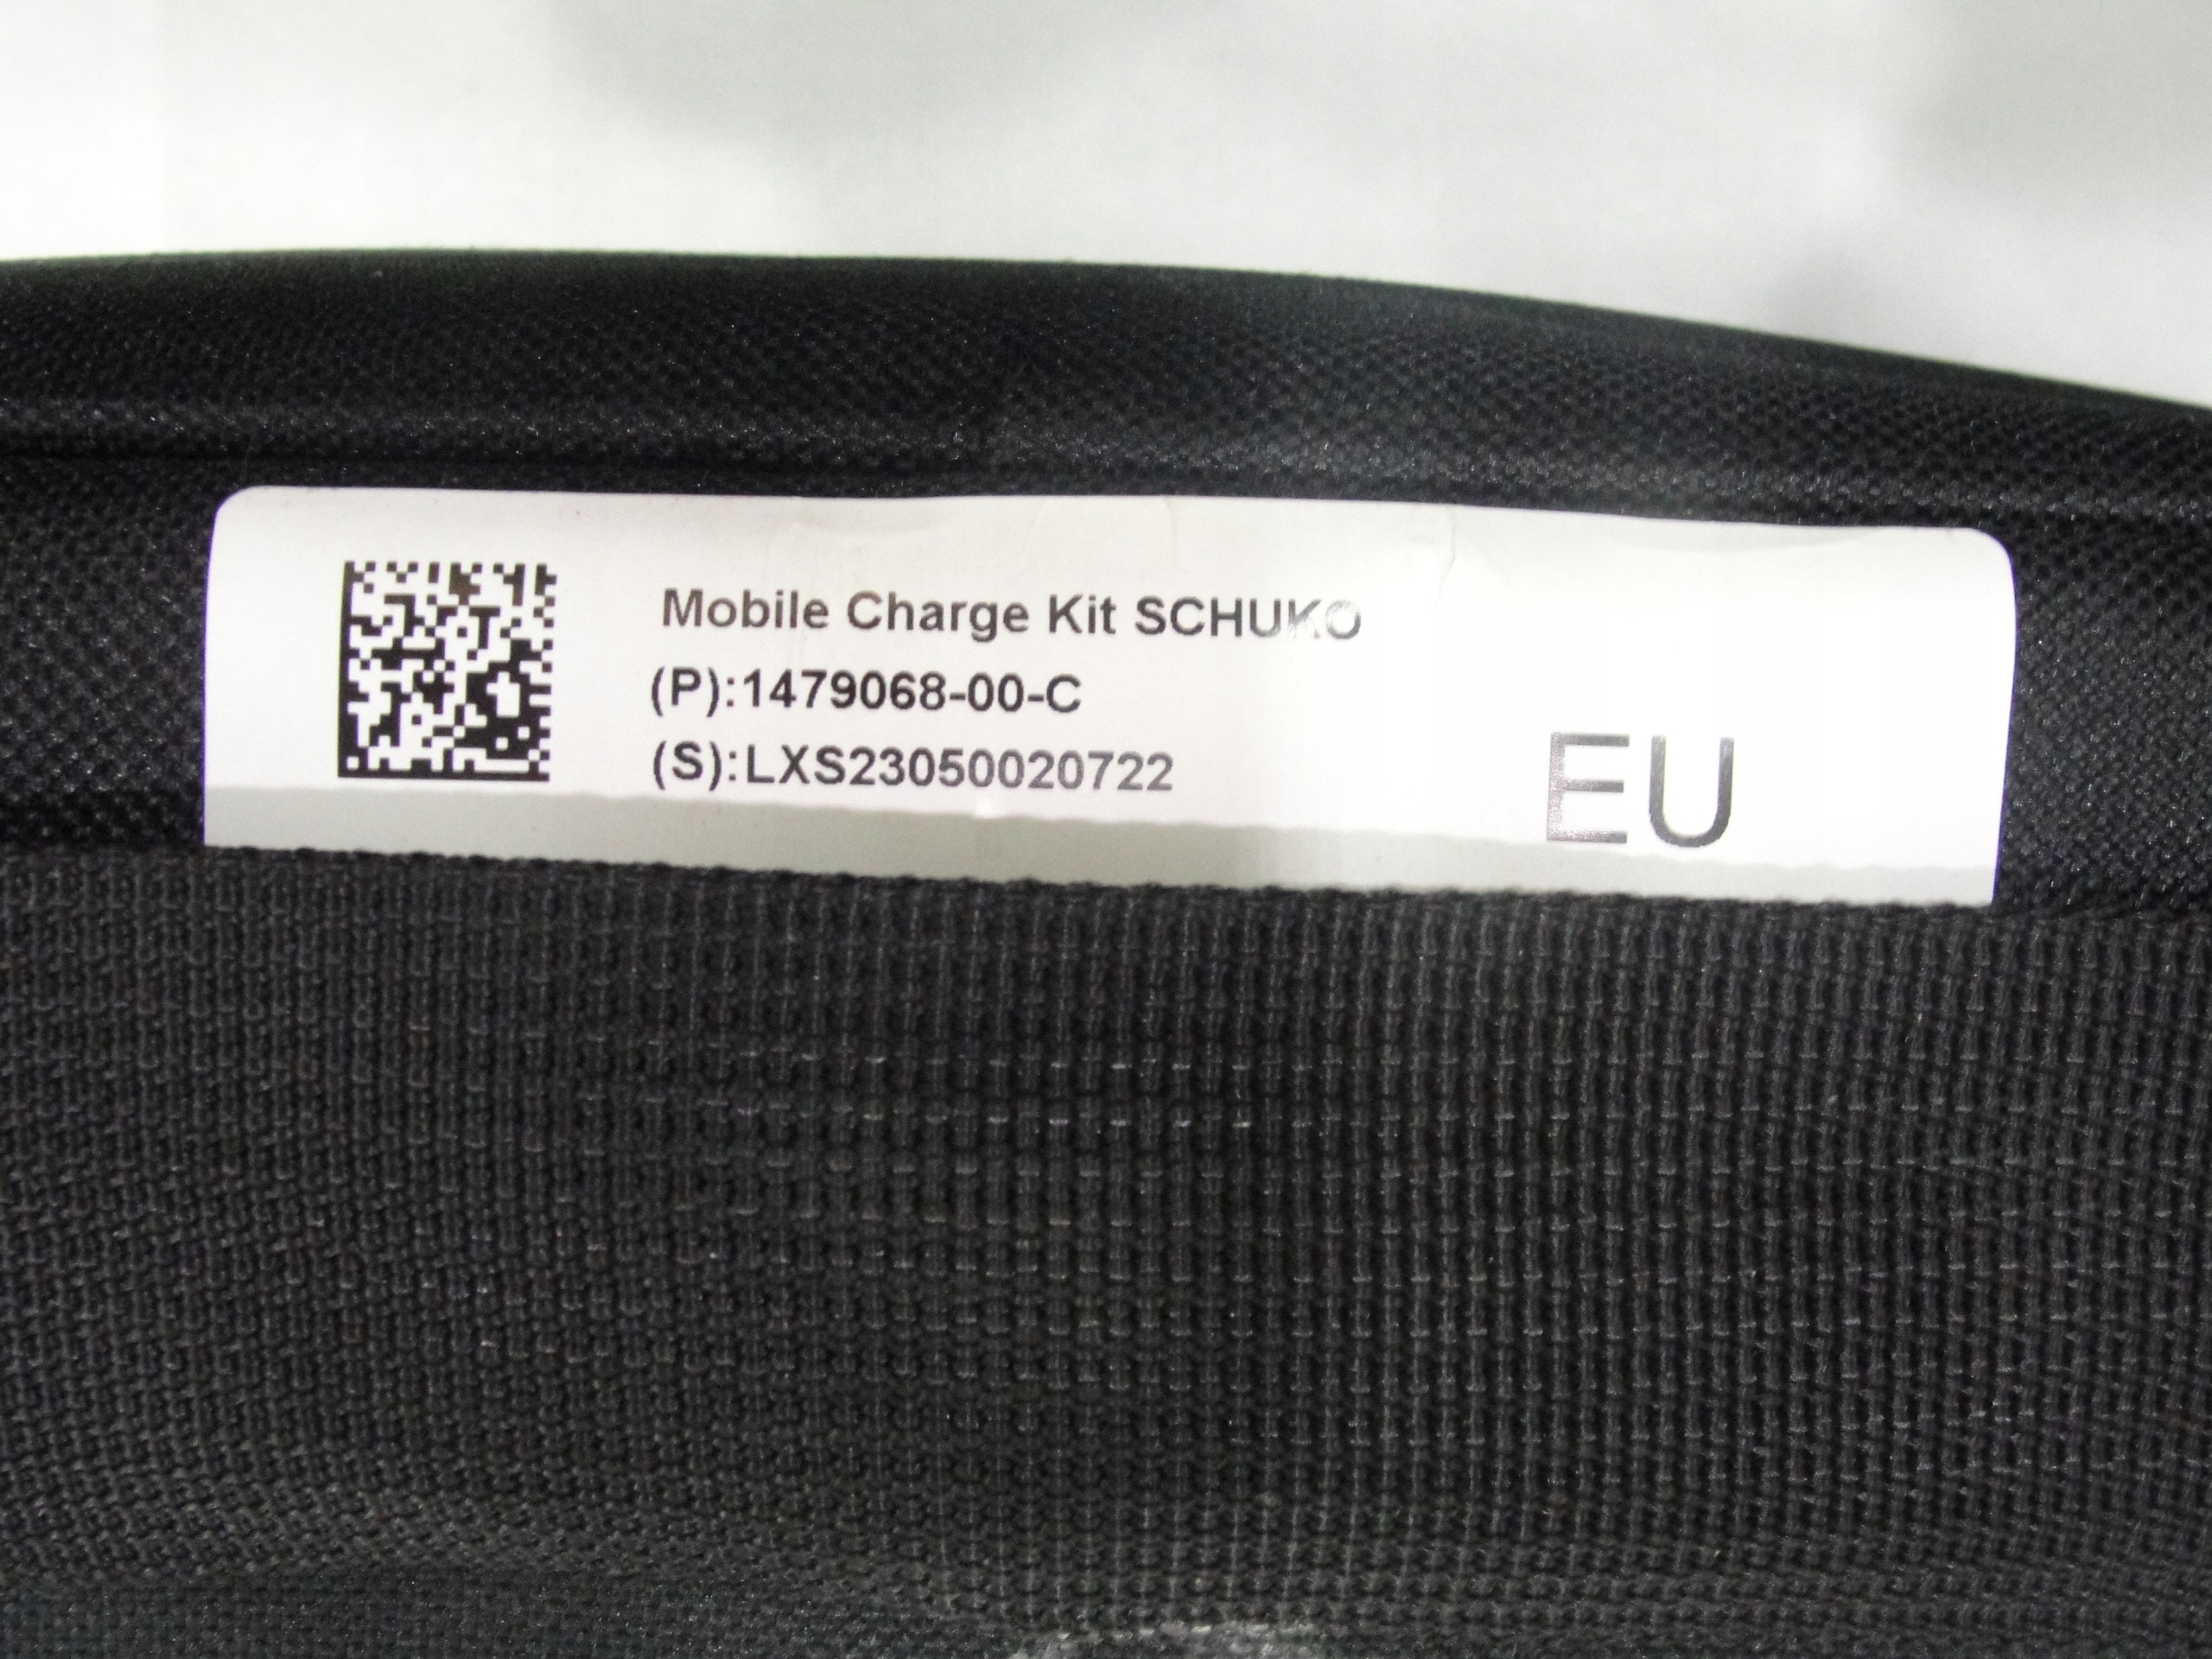 Mobile Charge Kit SCHUKO
(P):1479068-00-C
(S):LXS23050020722
EU